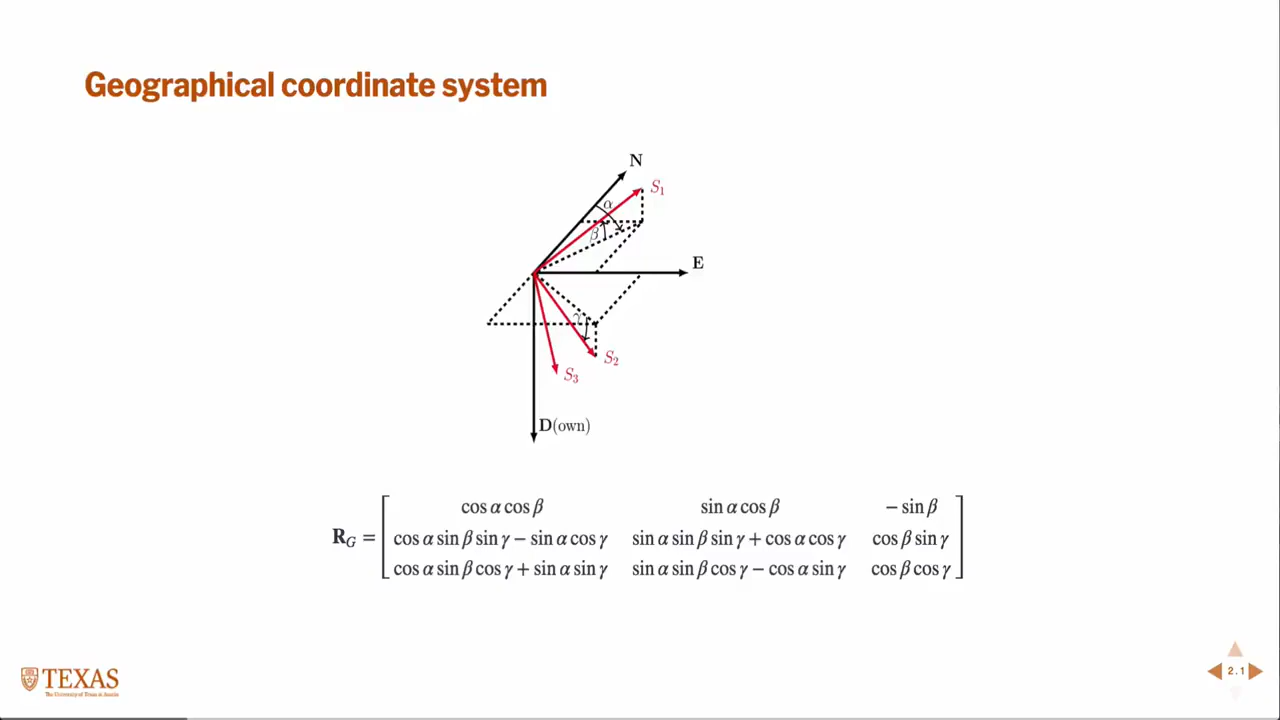 Geographical coordinate system
N
S₁
α
β
E
γ
S₂
S₃
D(own)
R_G = [ cos α cos β   sin α cos β   − sin β
cos α sin β sin γ − sin α cos γ   sin α sin β sin γ + cos α cos γ   cos β sin γ
cos α sin β cos γ + sin α sin γ   sin α sin β cos γ − cos α sin γ   cos β cos γ ]
2.1
TEXAS
The University of Texas at Austin